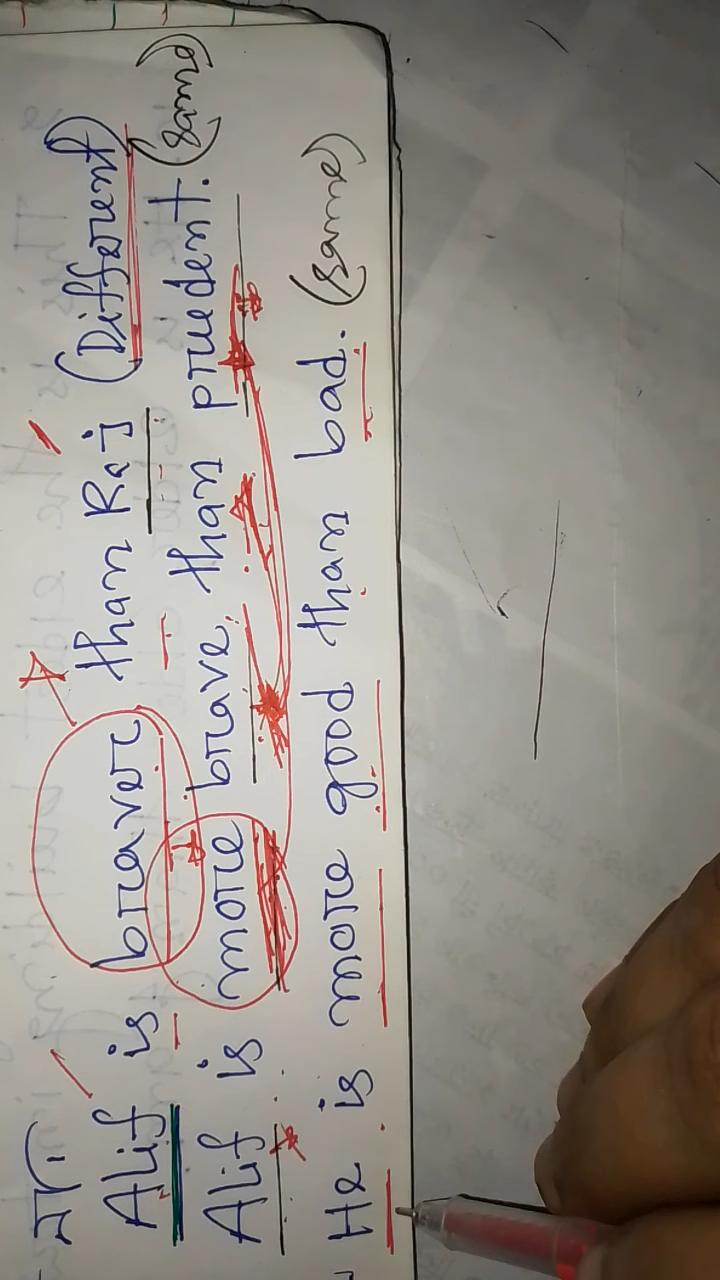 Alif is braver than Raj (Different)
Alif is more brave than pruedent. (same)
He is more good than bad. (same)